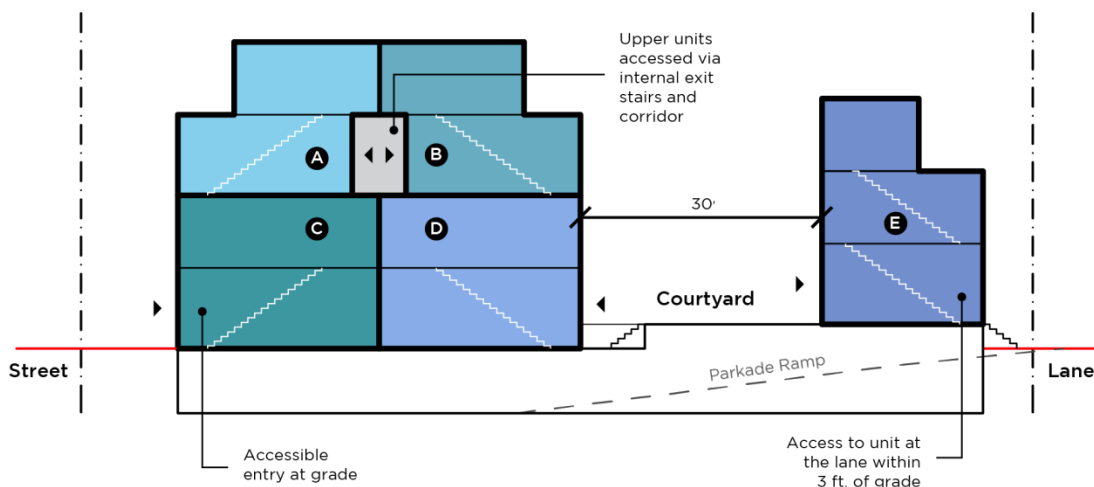 Upper units
accessed via
internal exit
stairs and
corridor
A
B
C
D
30'
E
Courtyard
Street
Parkade Ramp
Lane
Accessible
entry at grade
Access to unit at
the lane within
3 ft. of grade